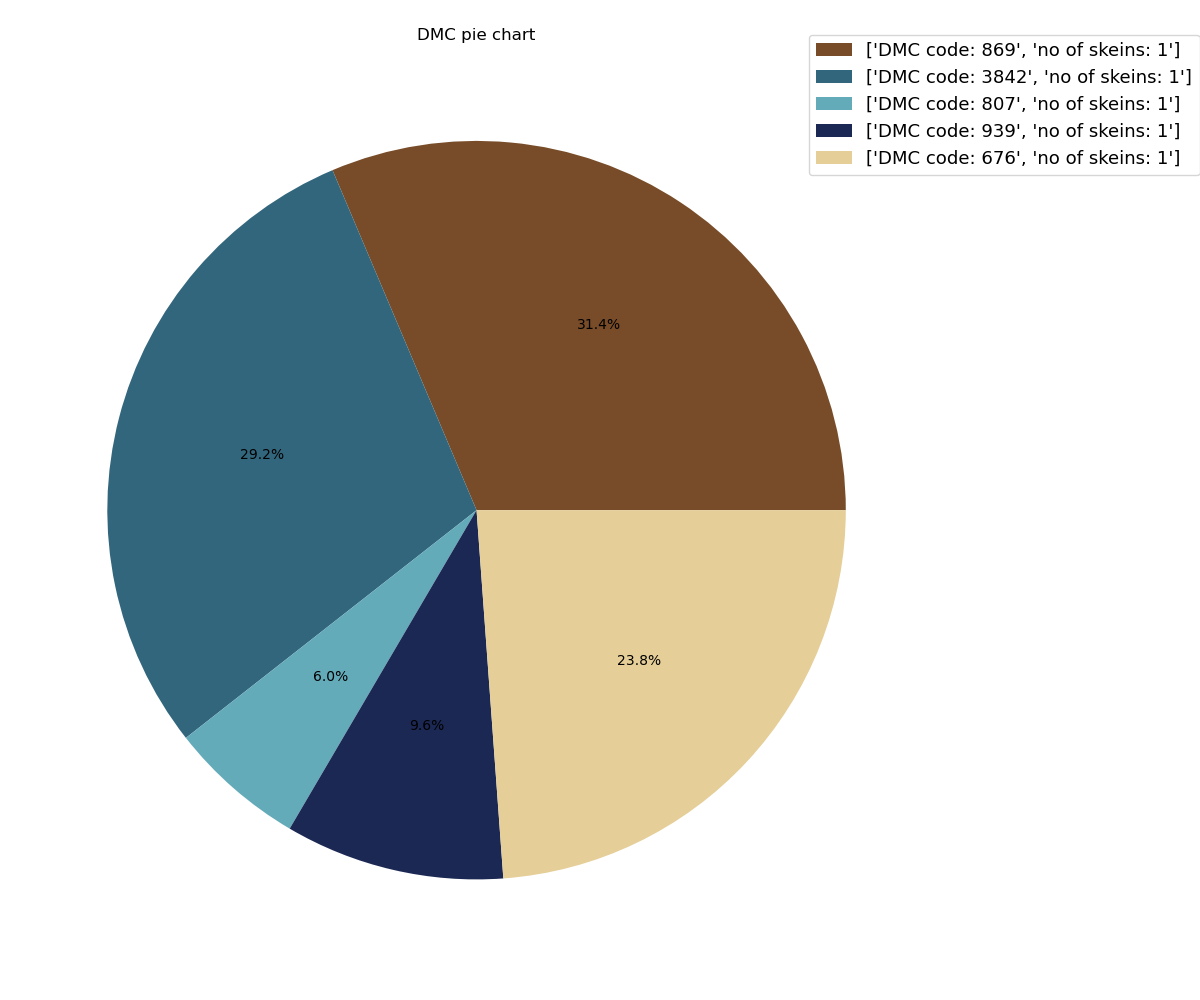 DMC pie chart
['DMC code: 869', 'no of skeins: 1']
['DMC code: 3842', 'no of skeins: 1']
['DMC code: 807', 'no of skeins: 1']
['DMC code: 939', 'no of skeins: 1']
['DMC code: 676', 'no of skeins: 1']
31.4%
29.2%
6.0%
9.6%
23.8%